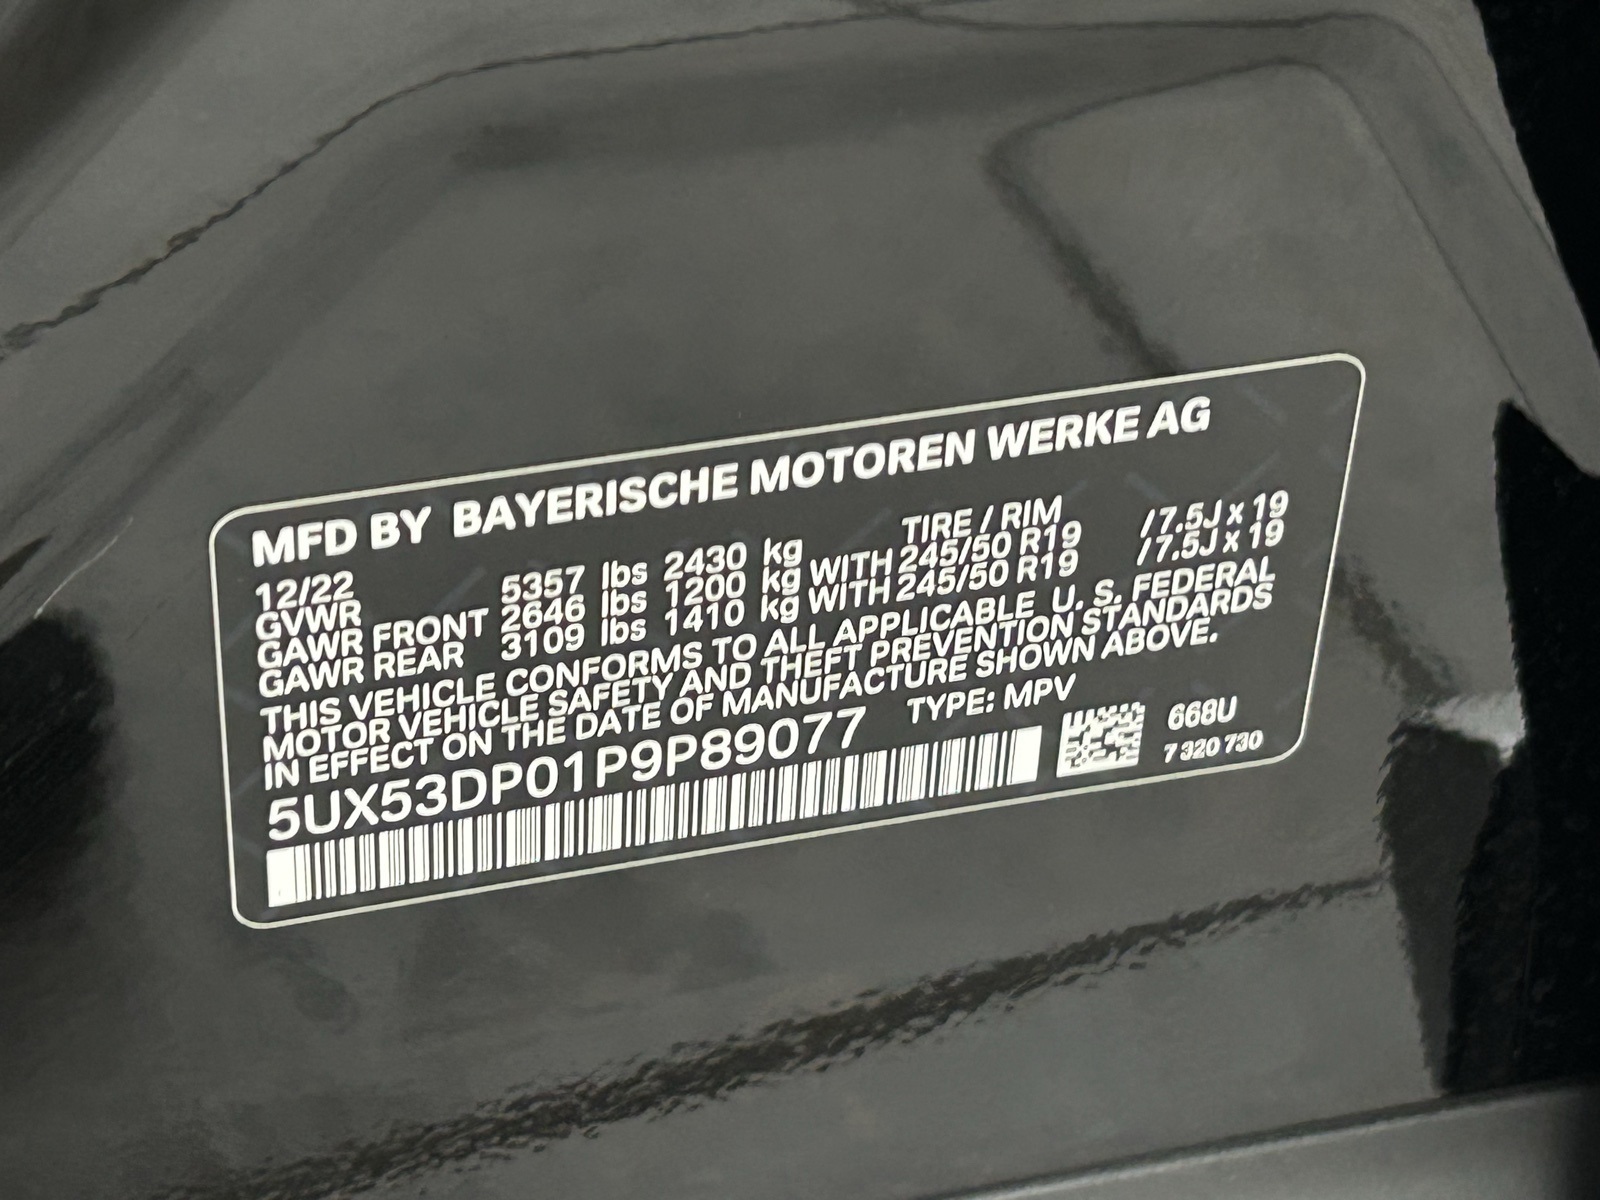 MFD BY BAYERISCHE MOTOREN WERKE AG
12/22 TIRE / RIM
GVWR 5357 lbs 2430 kg
GAWR FRONT 2646 lbs 1200 kg WITH 245/50 R19 / 7.5J x 19
GAWR REAR 3109 lbs 1410 kg WITH 245/50 R19 / 7.5J x 19
THIS VEHICLE CONFORMS TO ALL APPLICABLE U. S. FEDERAL
MOTOR VEHICLE SAFETY AND THEFT PREVENTION STANDARDS
IN EFFECT ON THE DATE OF MANUFACTURE SHOWN ABOVE.
5UX53DP01P9P89077 TYPE: MPV
668U
7 320 730